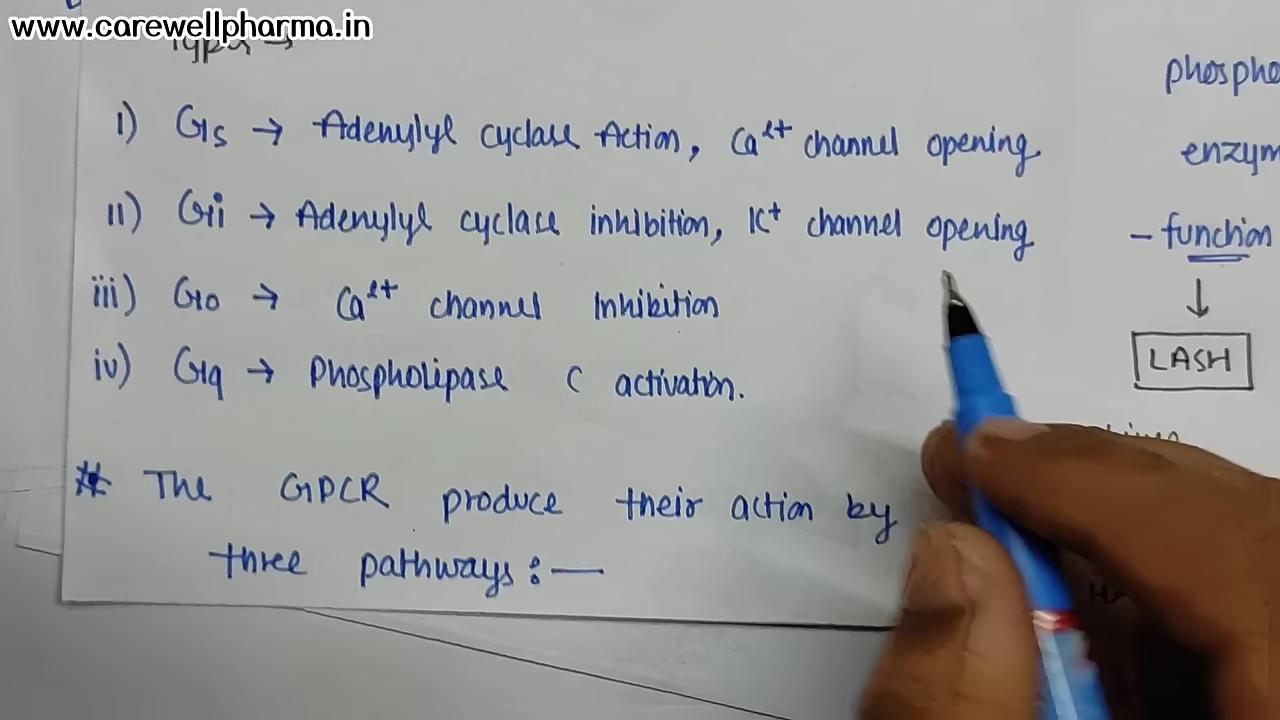 www.carewellpharma.in
Types →
i) Gs → Adenylyl cyclase Action, Ca2+ channel opening
ii) Gi → Adenylyl cyclase inhibition, K+ channel opening
iii) Go → Ca2+ channel Inhibition
iv) Gq → Phospholipase C activation.
* The GPCR produce their action by
three pathways :—
phospho
enzym
- function
↓
LASH